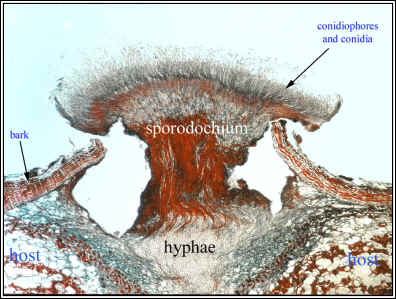 conidiophores
and conidia
sporodochium
bark
hyphae
host
host